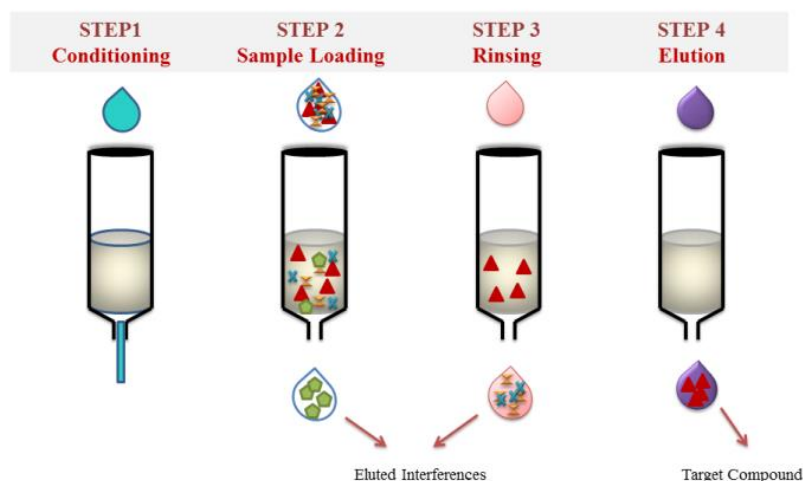 STEP1
Conditioning
STEP 2
Sample Loading
STEP 3
Rinsing
STEP 4
Elution
Eluted Interferences
Target Compound